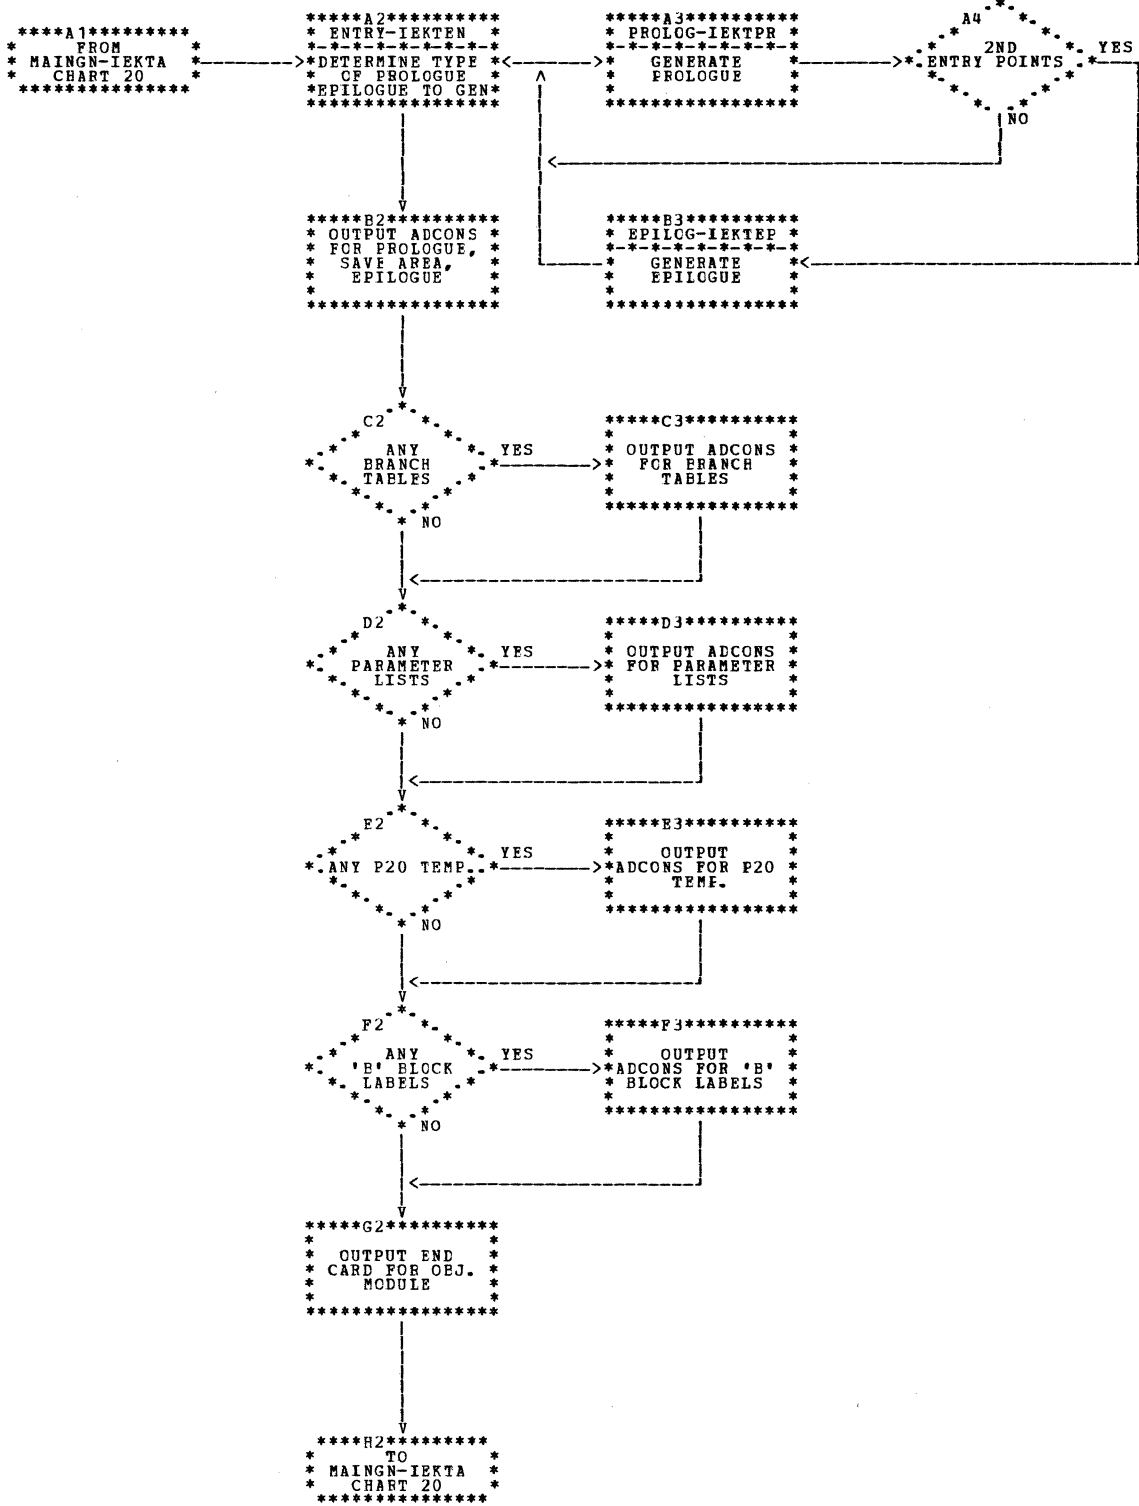 A1
FROM
MAINGN-IEKTA
CHART 20
A2
ENTRY-IEKTEN
DETERMINE TYPE
OF PROLOGUE
EPILOGUE TO GEN
A3
PROLOG-IEKTPR
GENERATE
PROLOGUE
A4
2ND
ENTRY POINTS
YES
NO
B2
OUTPUT ADCONS
FOR PROLOGUE,
SAVE AREA,
EPILOGUE
B3
EPILOG-IEKTEP
GENERATE
EPILOGUE
C2
ANY
BRANCH
TABLES
YES
NO
C3
OUTPUT ADCONS
FOR BRANCH
TABLES
D2
ANY
PARAMETER
LISTS
YES
NO
D3
OUTPUT ADCONS
FOR PARAMETER
LISTS
E2
ANY P20 TEMP.
YES
NO
E3
OUTPUT
ADCONS FOR P20
TEMP.
F2
ANY
'B' BLOCK
LABELS
YES
NO
F3
OUTPUT
ADCONS FOR 'B'
BLOCK LABELS
G2
OUTPUT END
CARD FOR OBJ.
MODULE
H2
TO
MAINGN-IEKTA
CHART 20